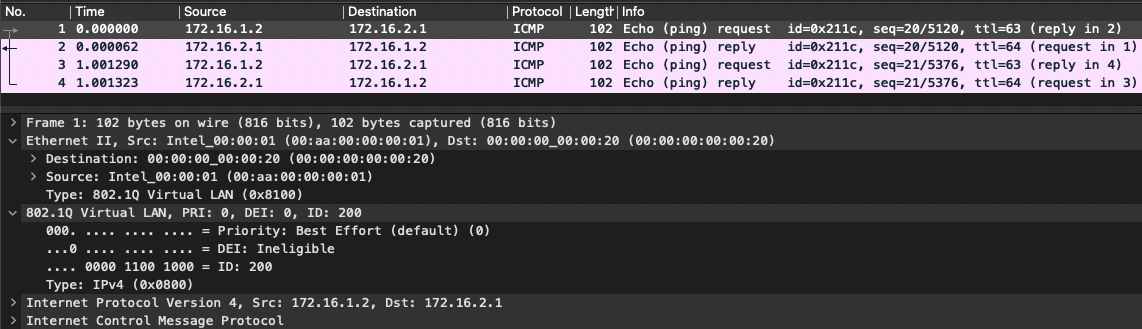 No. Time Source Destination Protocol Length Info
1 0.000000 172.16.1.2 172.16.2.1 ICMP 102 Echo (ping) request id=0x211c, seq=20/5120, ttl=63 (reply in 2)
2 0.000062 172.16.2.1 172.16.1.2 ICMP 102 Echo (ping) reply id=0x211c, seq=20/5120, ttl=64 (request in 1)
3 1.001290 172.16.1.2 172.16.2.1 ICMP 102 Echo (ping) request id=0x211c, seq=21/5376, ttl=63 (reply in 4)
4 1.001323 172.16.2.1 172.16.1.2 ICMP 102 Echo (ping) reply id=0x211c, seq=21/5376, ttl=64 (request in 3)
Frame 1: 102 bytes on wire (816 bits), 102 bytes captured (816 bits)
Ethernet II, Src: Intel_00:00:01 (00:aa:00:00:00:01), Dst: 00:00:00_00:00:20 (00:00:00:00:00:20)
Destination: 00:00:00_00:00:20 (00:00:00:00:00:20)
Source: Intel_00:00:01 (00:aa:00:00:00:01)
Type: 802.1Q Virtual LAN (0x8100)
802.1Q Virtual LAN, PRI: 0, DEI: 0, ID: 200
000. .... .... .... = Priority: Best Effort (default) (0)
...0 .... .... .... = DEI: Ineligible
.... 0000 1100 1000 = ID: 200
Type: IPv4 (0x0800)
Internet Protocol Version 4, Src: 172.16.1.2, Dst: 172.16.2.1
Internet Control Message Protocol